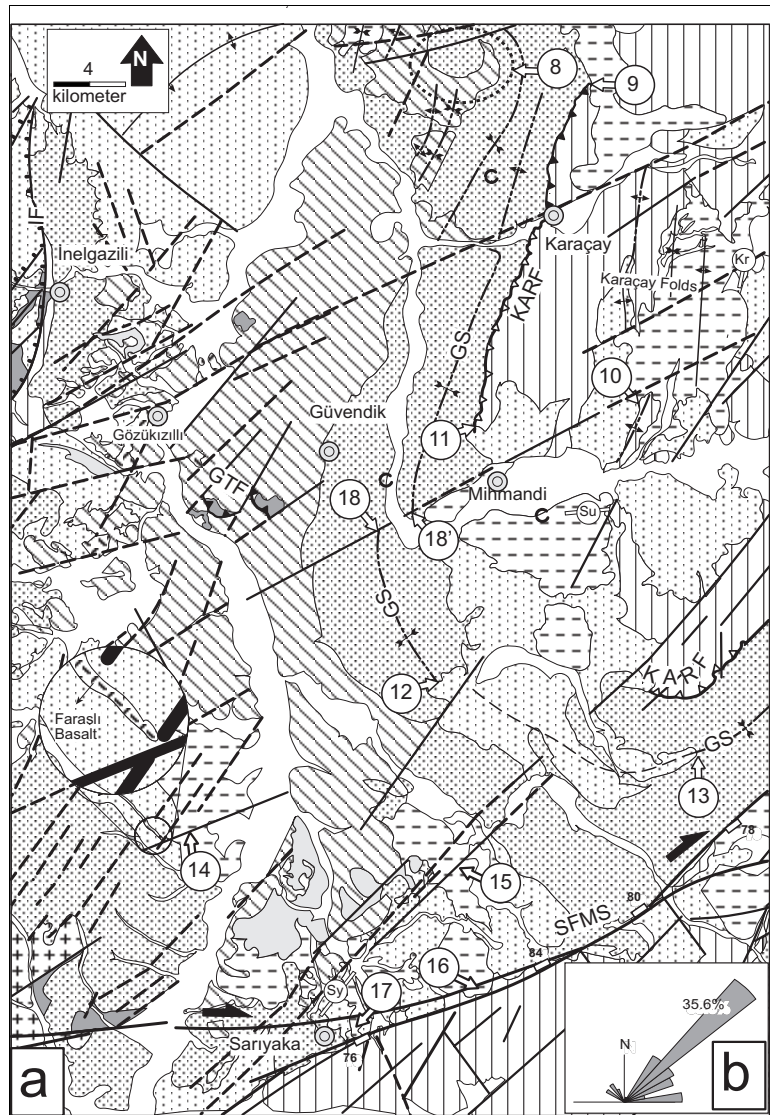 4
kilometer
N
8
9
IF
C
İnelgazili
Karaçay
Kr
KARF
Karaçay Folds
GS
10
Güvendik
Gözükızıllı
11
GTF
C
Mihmandi
18
C
Su
18'
GS
KARF
12
Faraslı
Basalt
GS
13
78
14
15
80
SFMS
84
16
Sy
17
35.6%
N
Sarıyaka
76
a
b